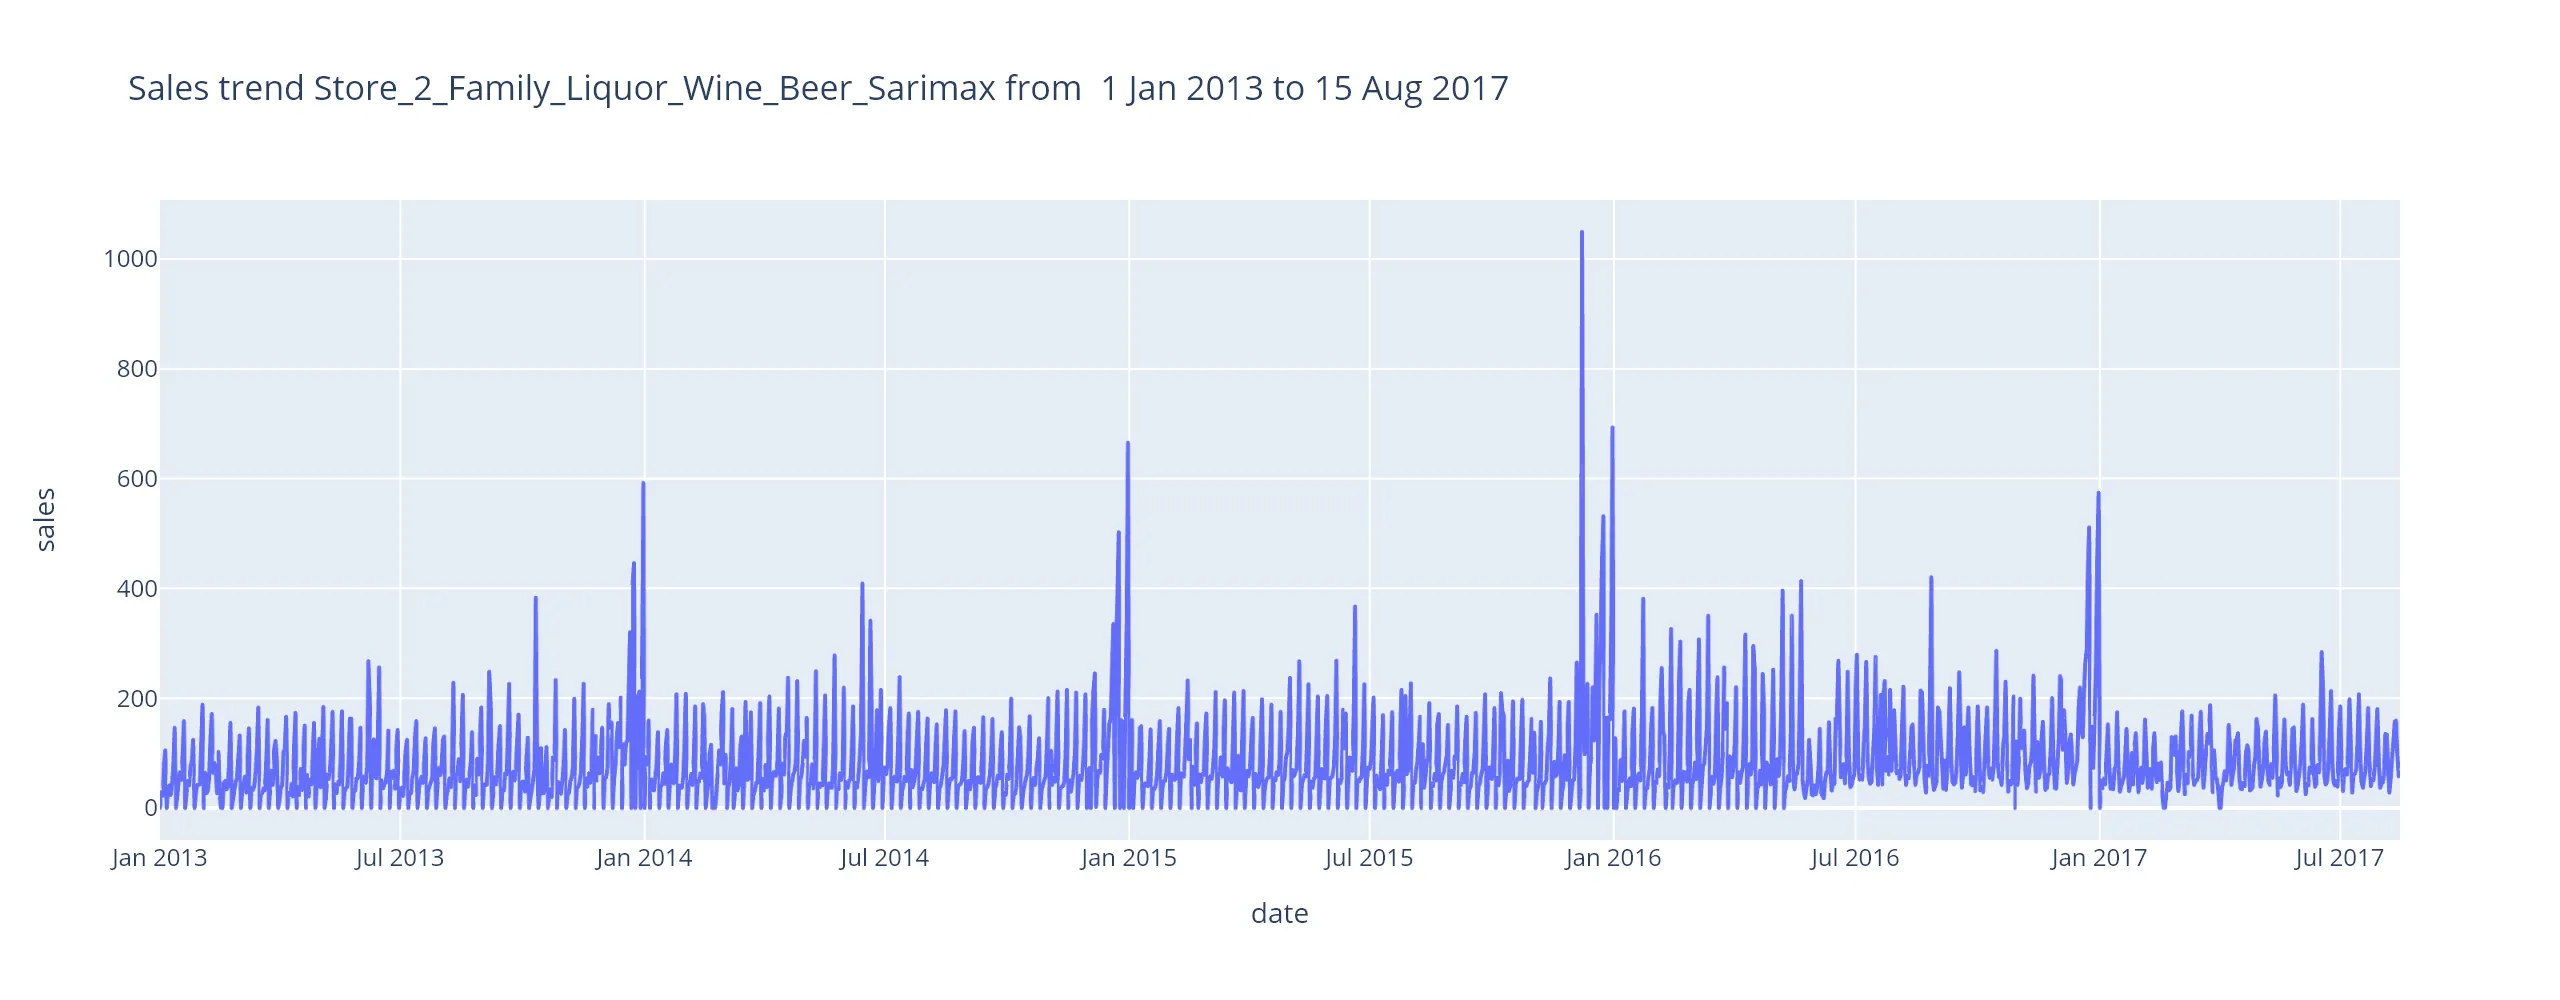 Sales trend Store_2_Family_Liquor_Wine_Beer_Sarimax from  1 Jan 2013 to 15 Aug 2017
1000
800
600
400
200
0
sales
Jan 2013
Jul 2013
Jan 2014
Jul 2014
Jan 2015
Jul 2015
Jan 2016
Jul 2016
Jan 2017
Jul 2017
date